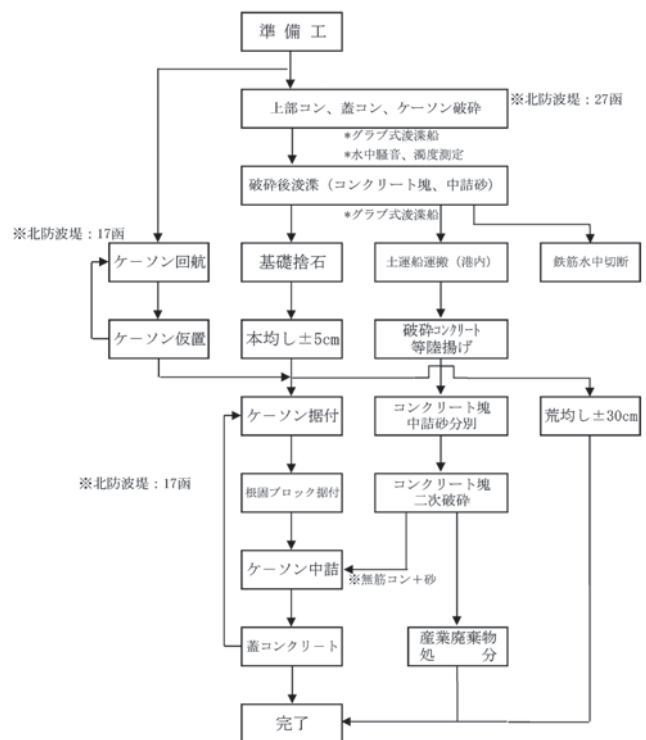 準 備 工
上部コン、蓋コン、ケーソン破砕
※北防波堤：27函
*グラブ式浚渫船
*水中騒音、濁度測定
破砕後浚渫（コンクリート塊、中詰砂）
*グラブ式浚渫船
※北防波堤：17函
ケーソン回航
基礎捨石
土運船運搬（港内）
鉄筋水中切断
ケーソン仮置
本均し±5cm
破砕コンクリート
等陸揚げ
ケーソン据付
コンクリート塊
中詰砂分別
荒均し±30cm
※北防波堤：17函
根固ブロック据付
コンクリート塊
二次破砕
ケーソン中詰
※無筋コン＋砂
蓋コンクリート
産業廃棄物
処　　分
完了